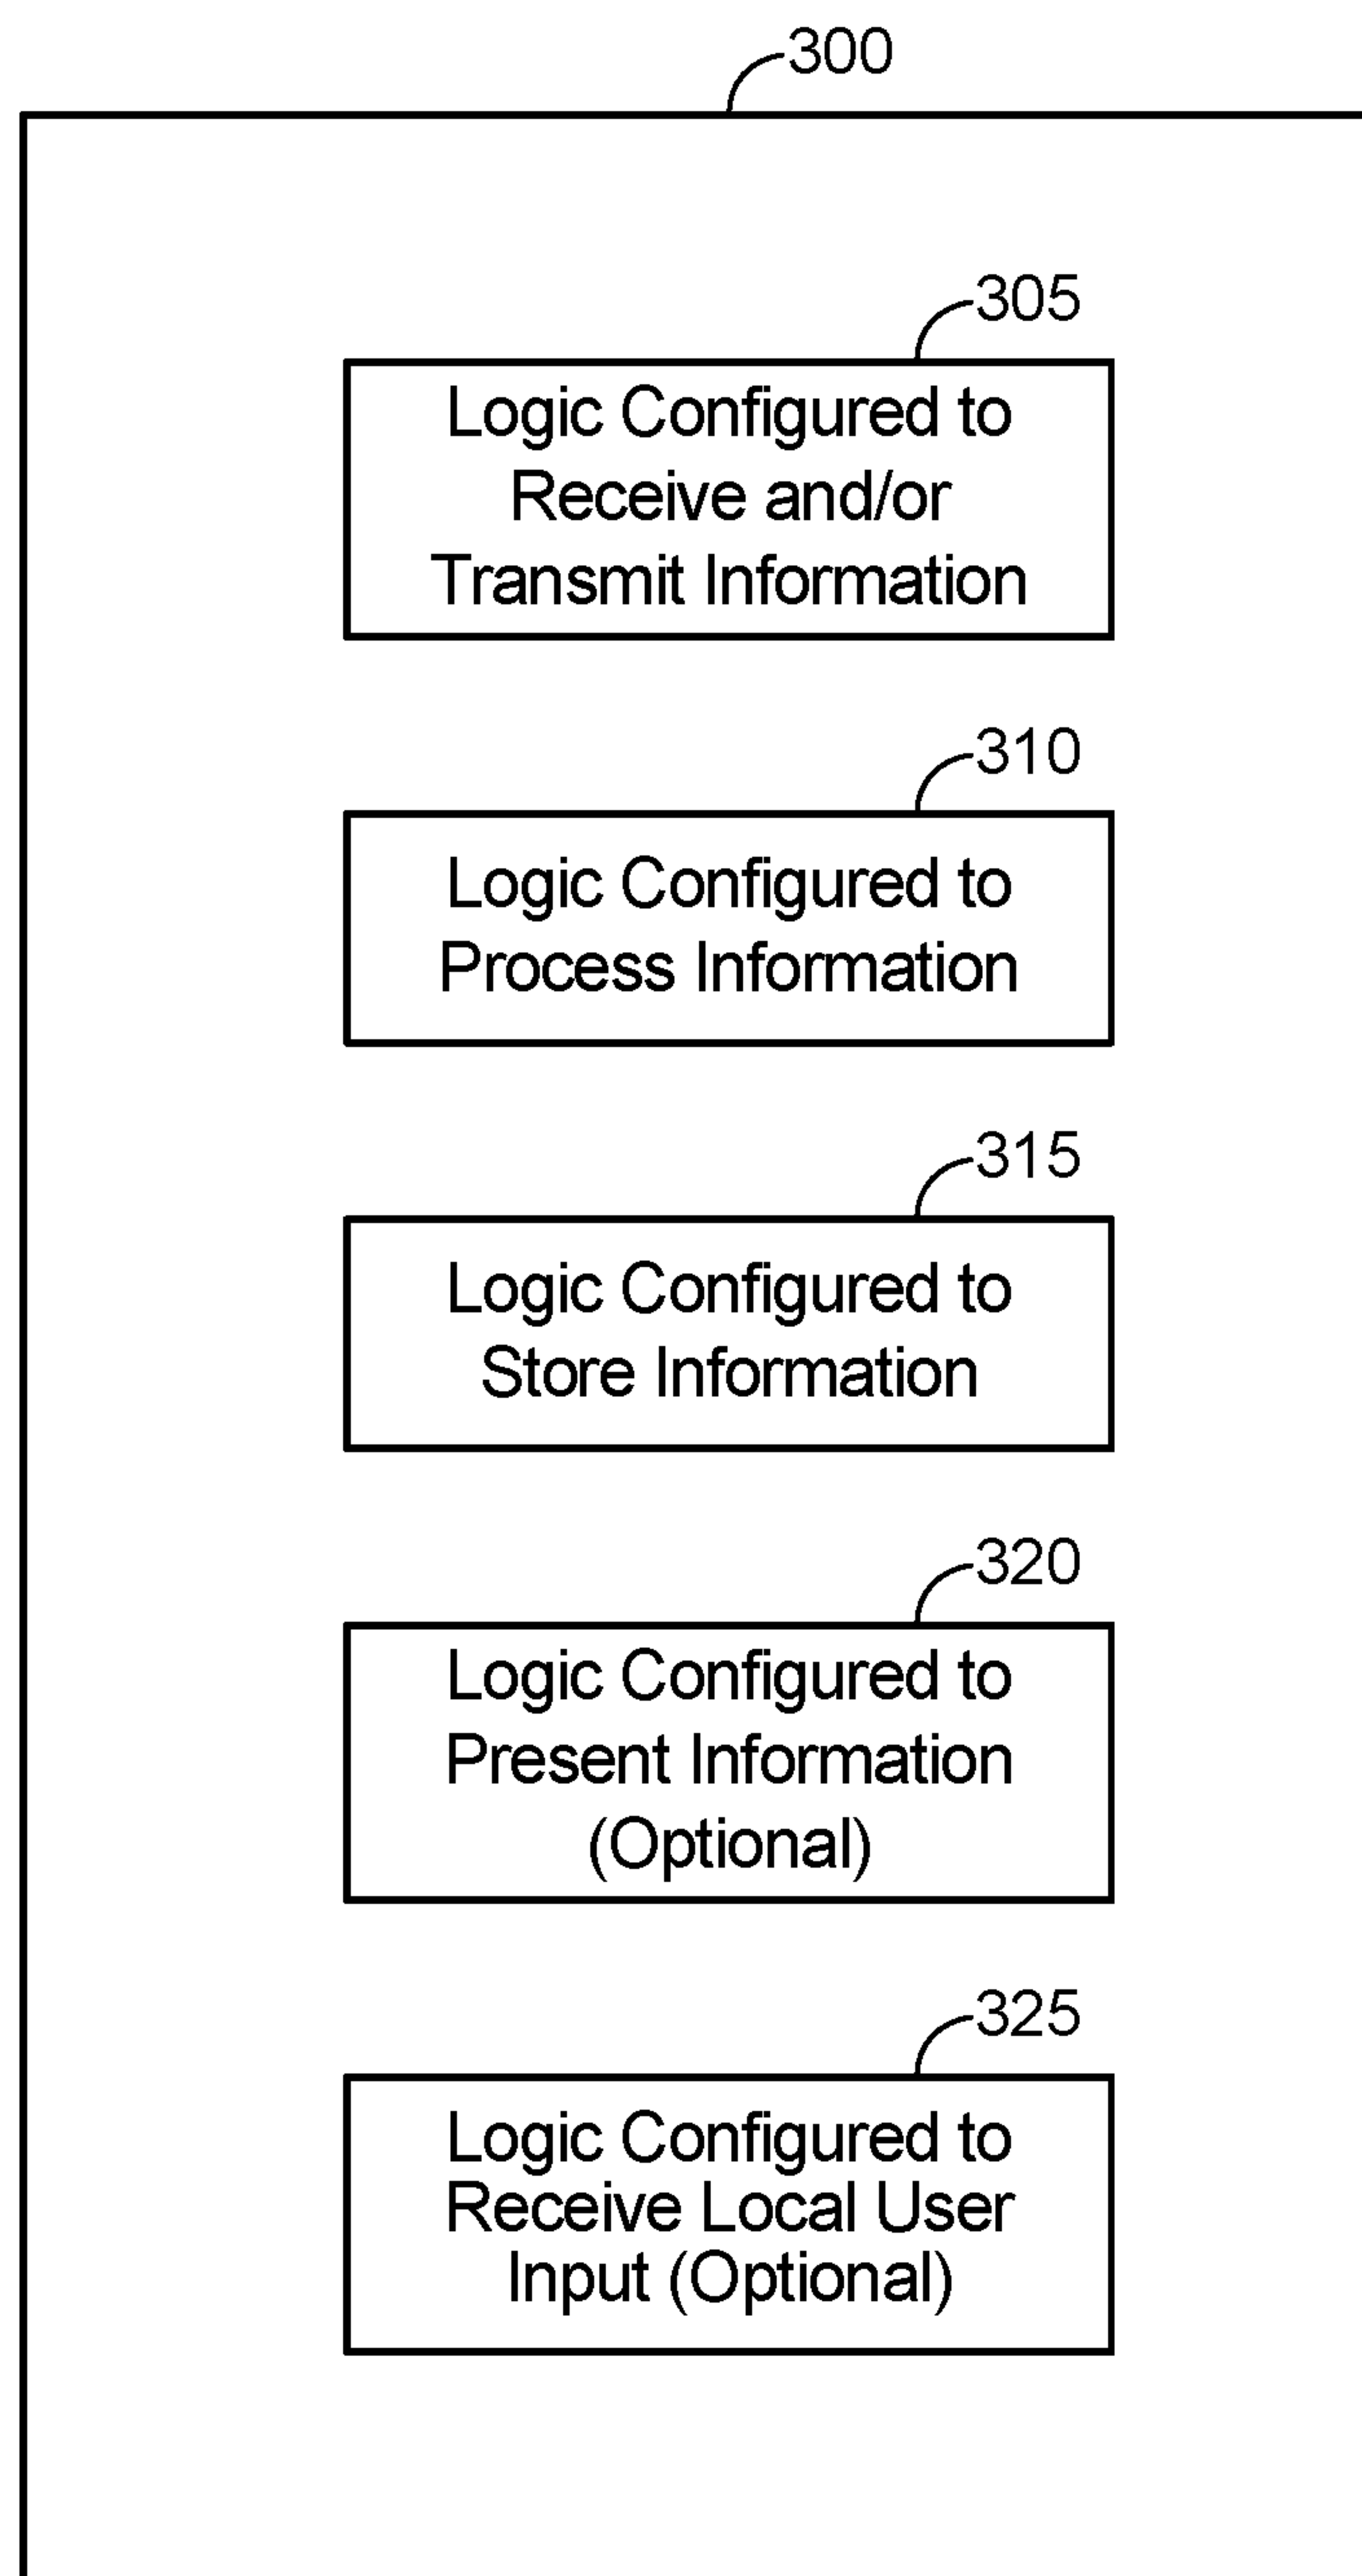 300
305
Logic Configured to
Receive and/or
Transmit Information
310
Logic Configured to
Process Information
315
Logic Configured to
Store Information
320
Logic Configured to
Present Information
(Optional)
325
Logic Configured to
Receive Local User
Input (Optional)